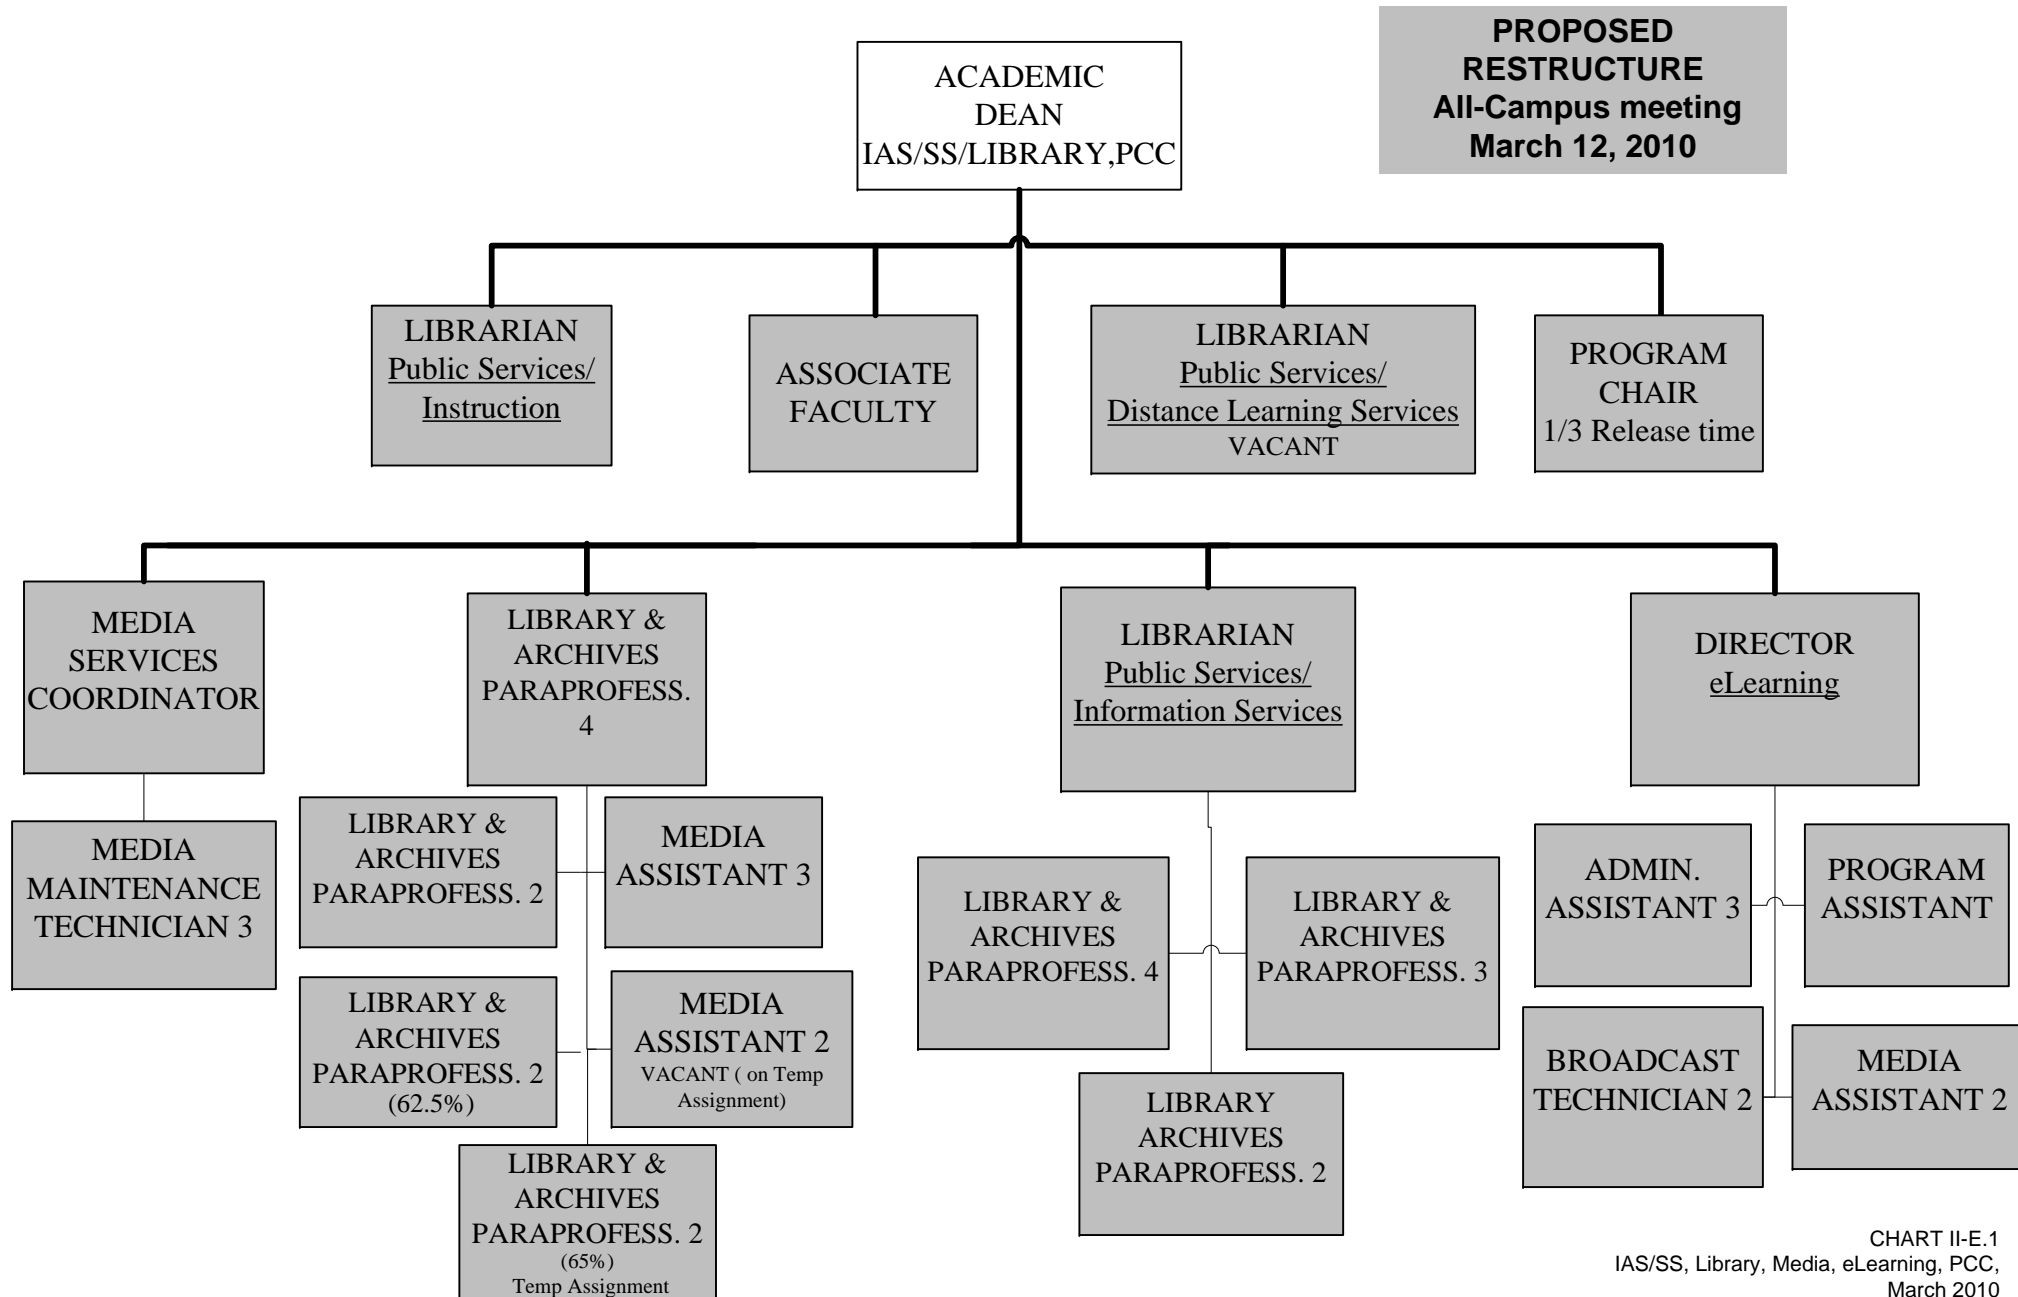 PROPOSED
RESTRUCTURE
All-Campus meeting
March 12, 2010
ACADEMIC
DEAN
IAS/SS/LIBRARY,PCC
LIBRARIAN
Public Services/
Instruction
ASSOCIATE
FACULTY
LIBRARIAN
Public Services/
Distance Learning Services
VACANT
PROGRAM
CHAIR
1/3 Release time
MEDIA
SERVICES
COORDINATOR
LIBRARY &
ARCHIVES
PARAPROFESS.
4
LIBRARIAN
Public Services/
Information Services
DIRECTOR
eLearning
MEDIA
MAINTENANCE
TECHNICIAN 3
LIBRARY &
ARCHIVES
PARAPROFESS. 2
MEDIA
ASSISTANT 3
LIBRARY &
ARCHIVES
PARAPROFESS. 2
(62.5%)
MEDIA
ASSISTANT 2
VACANT ( on Temp
Assignment)
LIBRARY &
ARCHIVES
PARAPROFESS. 2
(65%)
Temp Assignment
LIBRARY &
ARCHIVES
PARAPROFESS. 4
LIBRARY &
ARCHIVES
PARAPROFESS. 3
LIBRARY
ARCHIVES
PARAPROFESS. 2
ADMIN.
ASSISTANT 3
PROGRAM
ASSISTANT
BROADCAST
TECHNICIAN 2
MEDIA
ASSISTANT 2
CHART II-E.1
IAS/SS, Library, Media, eLearning, PCC,
March 2010